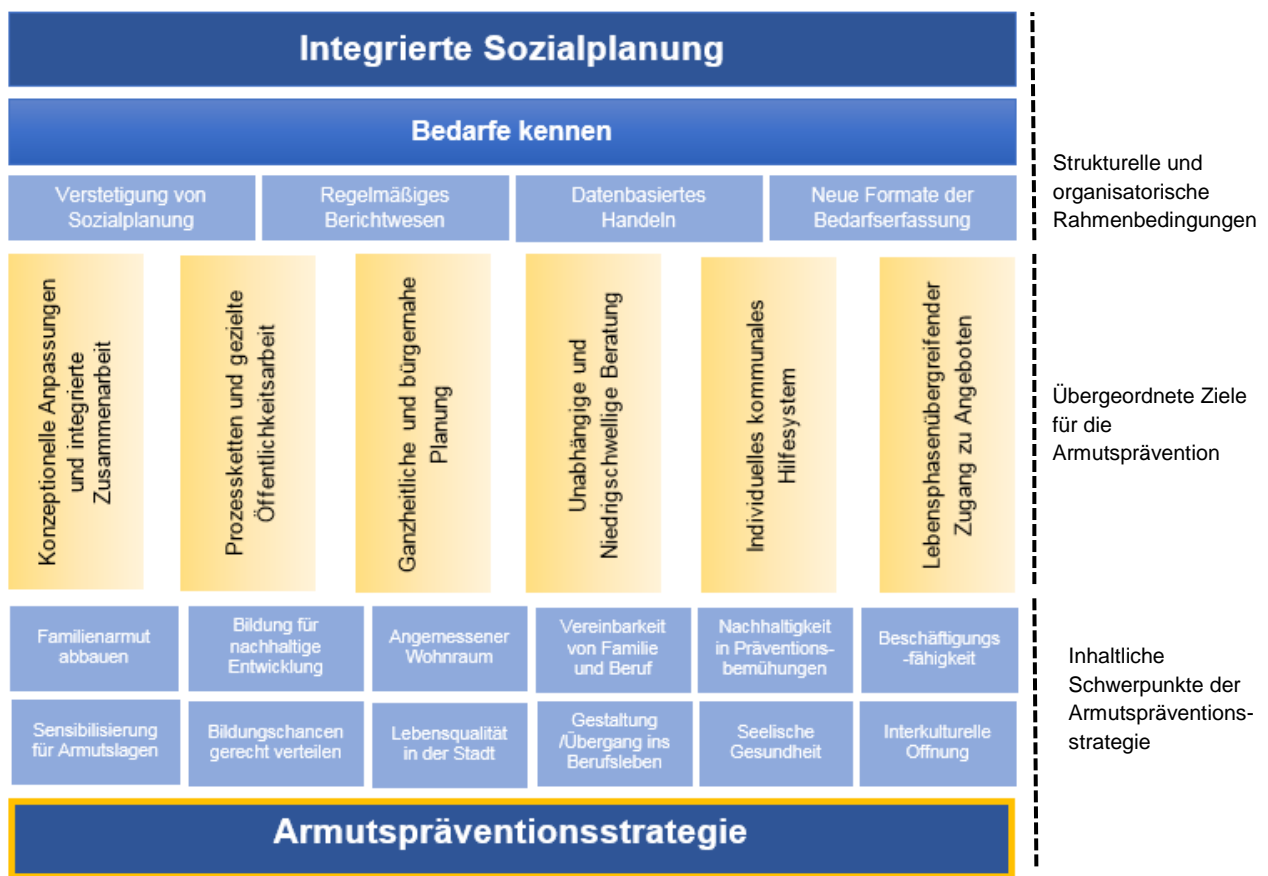 Integrierte Sozialplanung
Bedarfe kennen
Verstetigung von
Sozialplanung
Regelmäßiges
Berichtwesen
Datenbasiertes
Handeln
Neue Formate der
Bedarfserfassung
Strukturelle und
organisatorische
Rahmenbedingungen
Konzeptionelle Anpassungen
und integrierte
Zusammenarbeit
Prozessketten und gezielte
Öffentlichkeitsarbeit
Ganzheitliche und bürgernahe
Planung
Unabhängige und
Niedrigschwellige Beratung
Individuelles kommunales
Hilfesystem
Lebensphasenübergreifender
Zugang zu Angeboten
Übergeordnete Ziele
für die
Armutsprävention
Familienarmut
abbauen
Bildung für
nachhaltige
Entwicklung
Angemessener
Wohnraum
Vereinbarkeit
von Familie
und Beruf
Nachhaltigkeit
in Präventions-
bemühungen
Beschäftigungs
-fähigkeit
Sensibilisierung
für Armutslagen
Bildungschancen
gerecht verteilen
Lebensqualität
in der Stadt
Gestaltung
/Übergang ins
Berufsleben
Seelische
Gesundheit
Interkulturelle
Öffnung
Inhaltliche
Schwerpunkte der
Armutspräventions-
strategie
Armutspräventionsstrategie